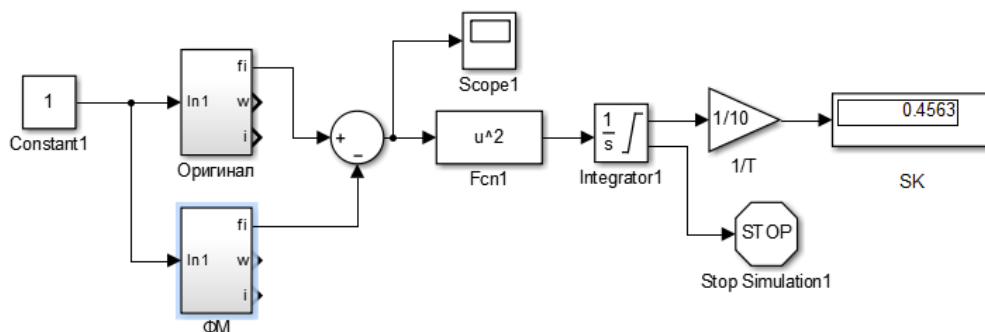 1
Constant1
In1
fi
w
i
Оригинал
In1
fi
w
i
ФМ
+
−
Scope1
u^2
Fcn1
1
s
Integrator1
1/10
1/T
0.4563
SK
STOP
Stop Simulation1